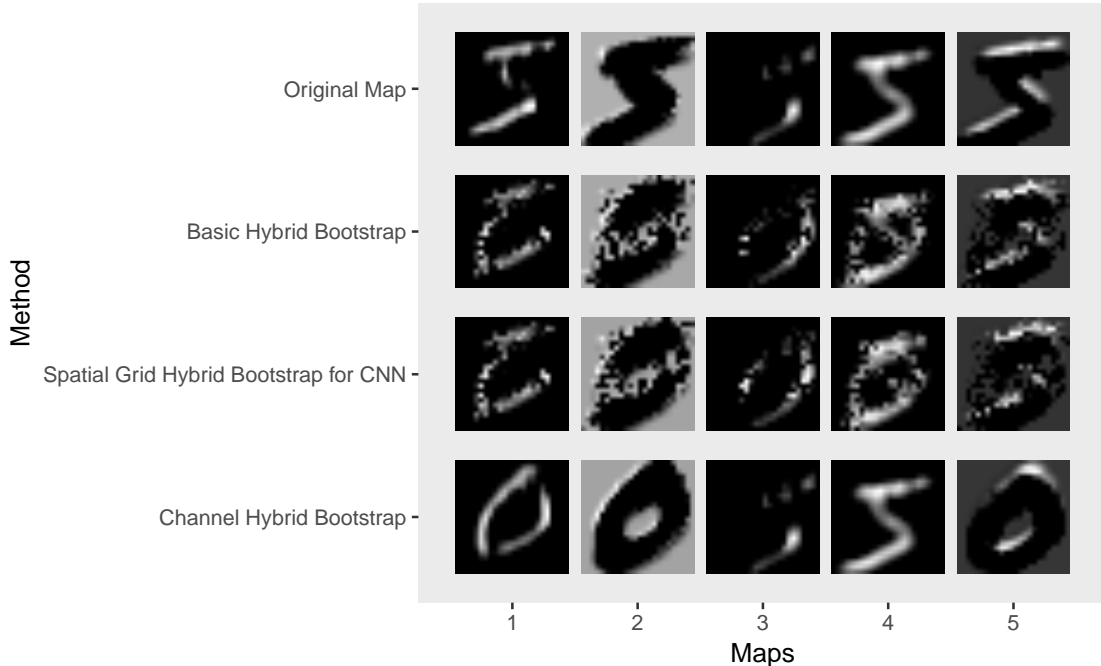 Original Map
Basic Hybrid Bootstrap
Spatial Grid Hybrid Bootstrap for CNN
Channel Hybrid Bootstrap
Method
1 2 3 4 5
Maps